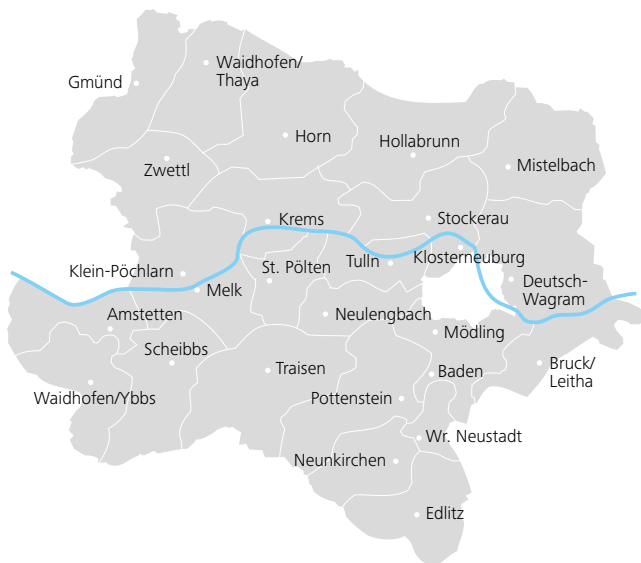 Waidhofen/
Thaya
Gmünd
Horn
Hollabrunn
Mistelbach
Zwettl
Krems
Stockerau
Klosterneuburg
Tulln
St. Pölten
Klein-Pöchlarn
Melk
Deutsch-
Wagram
Amstetten
Neulengbach
Mödling
Scheibbs
Traisen
Baden
Bruck/
Leitha
Waidhofen/Ybbs
Pottenstein
Wr. Neustadt
Neunkirchen
Edlitz